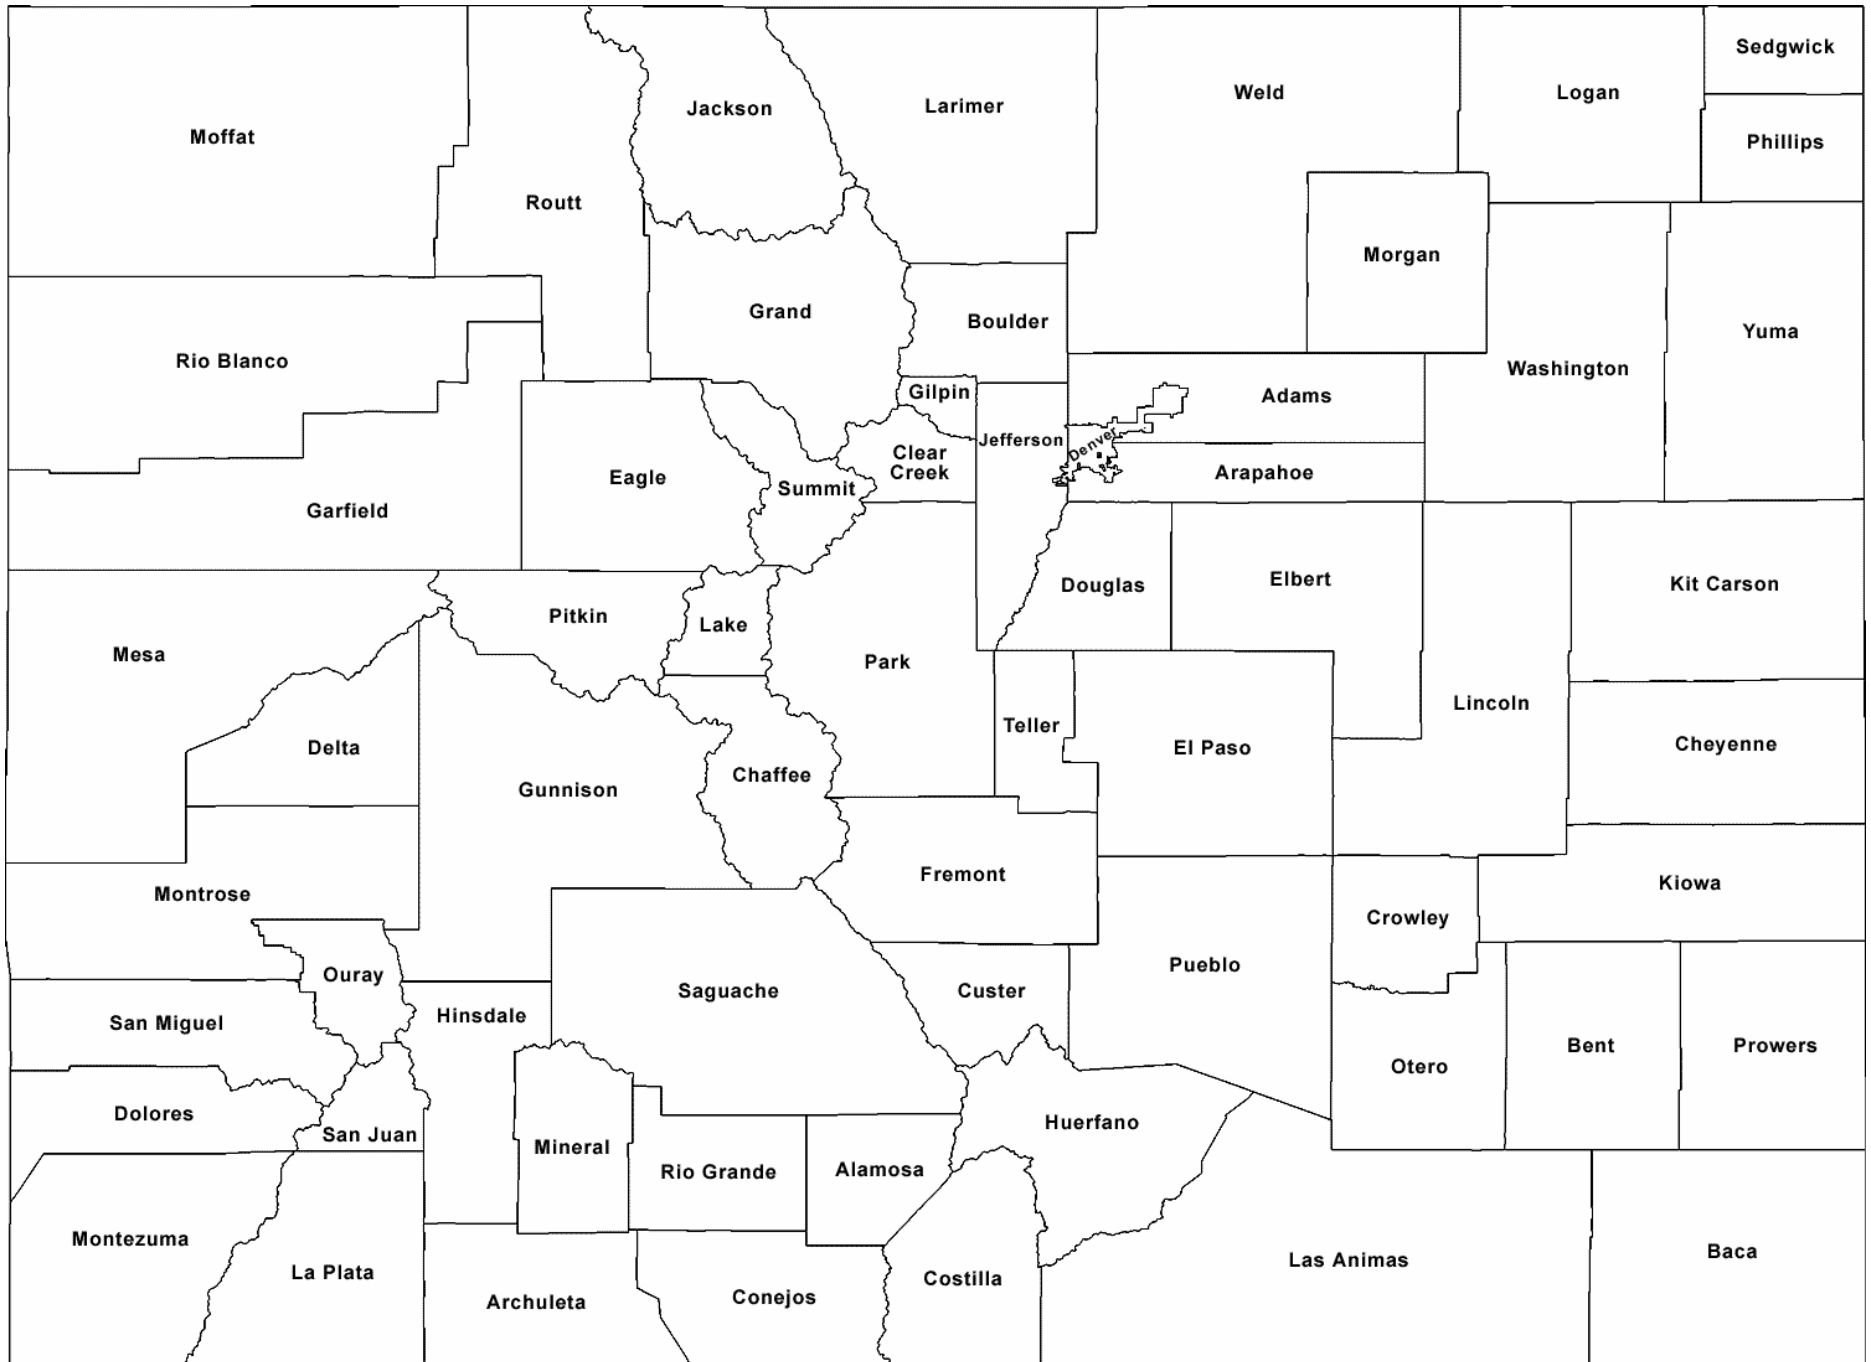 Sedgwick
Weld
Logan
Larimer
Jackson
Moffat
Phillips
Routt
Morgan
Grand
Boulder
Yuma
Rio Blanco
Washington
Gilpin
Adams
Jefferson
Denver
Clear
Creek
Arapahoe
Eagle
Summit
Garfield
Elbert
Kit Carson
Douglas
Pitkin
Lake
Mesa
Park
Lincoln
Teller
Cheyenne
Delta
El Paso
Chaffee
Gunnison
Fremont
Kiowa
Montrose
Crowley
Pueblo
Ouray
Saguache
Custer
Hinsdale
San Miguel
Bent
Prowers
Otero
Dolores
Huerfano
San Juan
Mineral
Alamosa
Rio Grande
Montezuma
Baca
Las Animas
La Plata
Costilla
Conejos
Archuleta